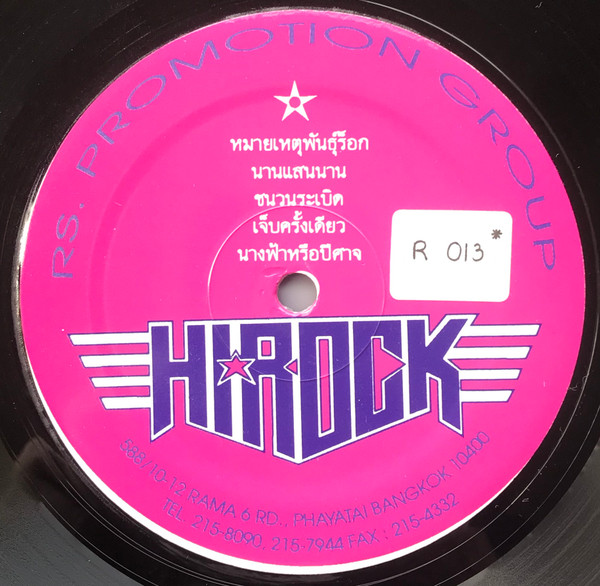 RS. PROMOTION GROUP
หมายเหตุพันธุ์ร็อก
นานแสนนาน
ชนวนระเบิด
เจ็บครั้งเดียว
นางฟ้าหรือปีศาจ
R 013*
HI-ROCK
568/10-12 RAMA 6 RD., PHAYATAI BANGKOK 10400
TEL. 215-8090, 215-7944 FAX : 215-4332